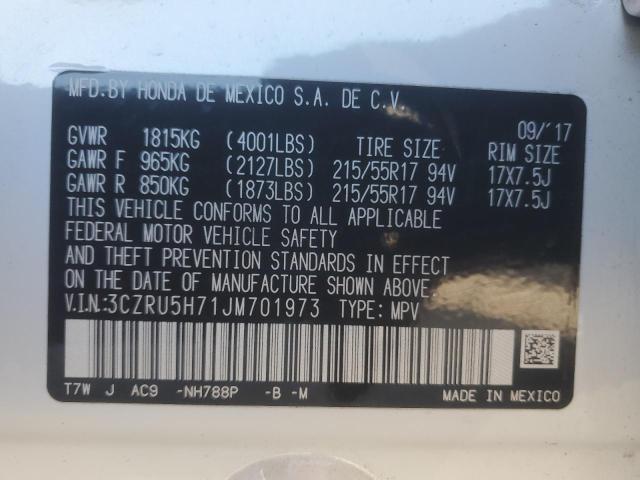 MFD.BY HONDA DE MEXICO S.A. DE C.V.
09/'17
GVWR 1815KG (4001LBS) TIRE SIZE RIM SIZE
GAWR F 965KG (2127LBS) 215/55R17 94V 17X7.5J
GAWR R 850KG (1873LBS) 215/55R17 94V 17X7.5J
THIS VEHICLE CONFORMS TO ALL APPLICABLE
FEDERAL MOTOR VEHICLE SAFETY
AND THEFT PREVENTION STANDARDS IN EFFECT
ON THE DATE OF MANUFACTURE SHOWN ABOVE.
V.I.N:3CZRU5H71JM701973 TYPE: MPV
T7W J AC9 -NH788P -B -M MADE IN MEXICO